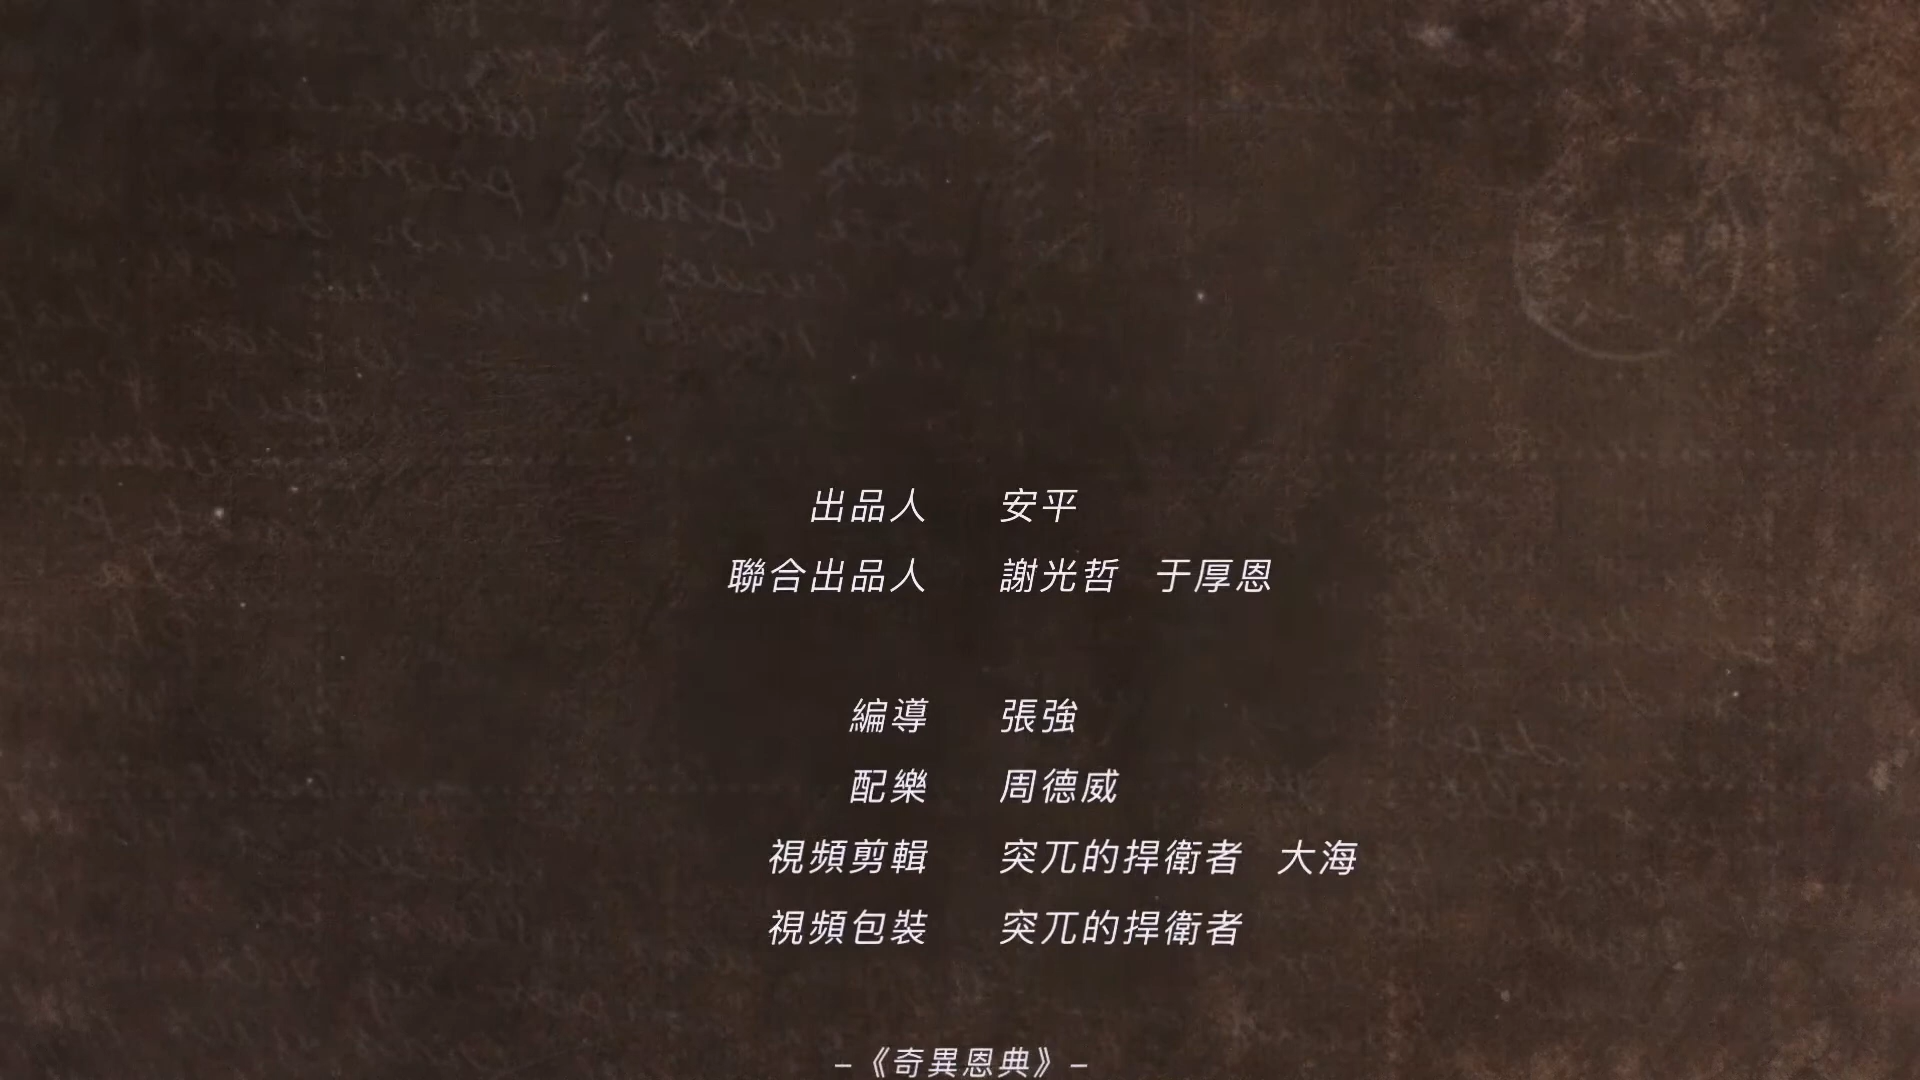 出品人 安平
聯合出品人 謝光哲 于厚恩
編導 張強
配樂 周德威
視頻剪輯 突兀的捍衛者 大海
視頻包裝 突兀的捍衛者
–《奇異恩典》–